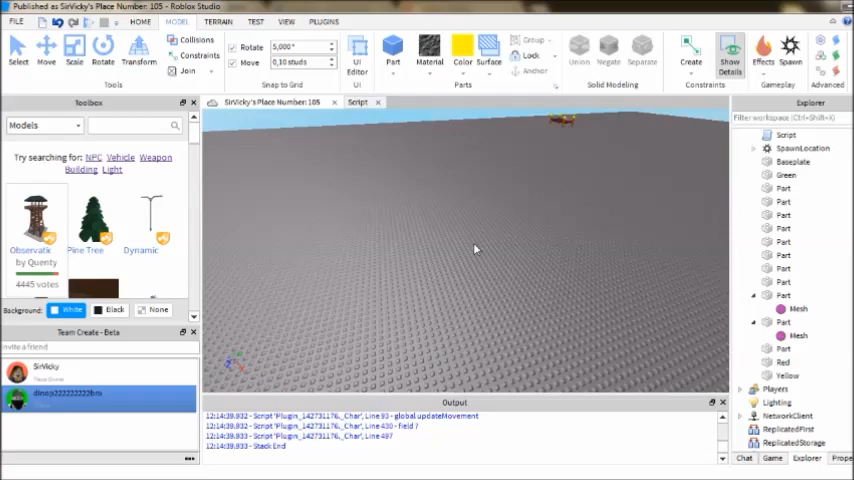 Published as SirVicky's Place Number: 105 - Roblox Studio
FILE HOME MODEL TERRAIN TEST VIEW PLUGINS
Select Move Scale Rotate Transform
Collisions
Constraints
Join
Tools
Rotate 5,000°
Move 0,10 studs
Snap to Grid
UI Editor
UI
Part Material Color Surface
Group
Lock
Anchor
Parts
Union Negate Separate
Solid Modeling
Create Show Details
Constraints
Effects Spawn
Gameplay
Advanced
Toolbox
SirVicky's Place Number: 105
Script
Explorer
Models
Filter workspace (Ctrl+Shift+X)
Try searching for: NPC Vehicle Weapon
Building Light
Observatk
Pine Tree
Dynamic
by Quenty
4445 votes
Background: White Black None
Team Create - Beta
Invite a friend
SirVicky
Place Owner
Script
SpawnLocation
Baseplate
Green
Part
Part
Part
Part
Part
Part
Part
Part
Part
Mesh
Part
Mesh
Part
Red
Yellow
Players
Lighting
NetworkClient
ReplicatedFirst
ReplicatedStorage
Output
12:14:39.932 - Script 'Plugin_142731176._Char', Line 93 - global updateMovement
12:14:39.932 - Script 'Plugin_142731176._Char', Line 430 - field ?
12:14:39.932 - Script 'Plugin_142731176._Char', Line 497
12:14:39.933 - Stack End
Chat Game Explorer Prope